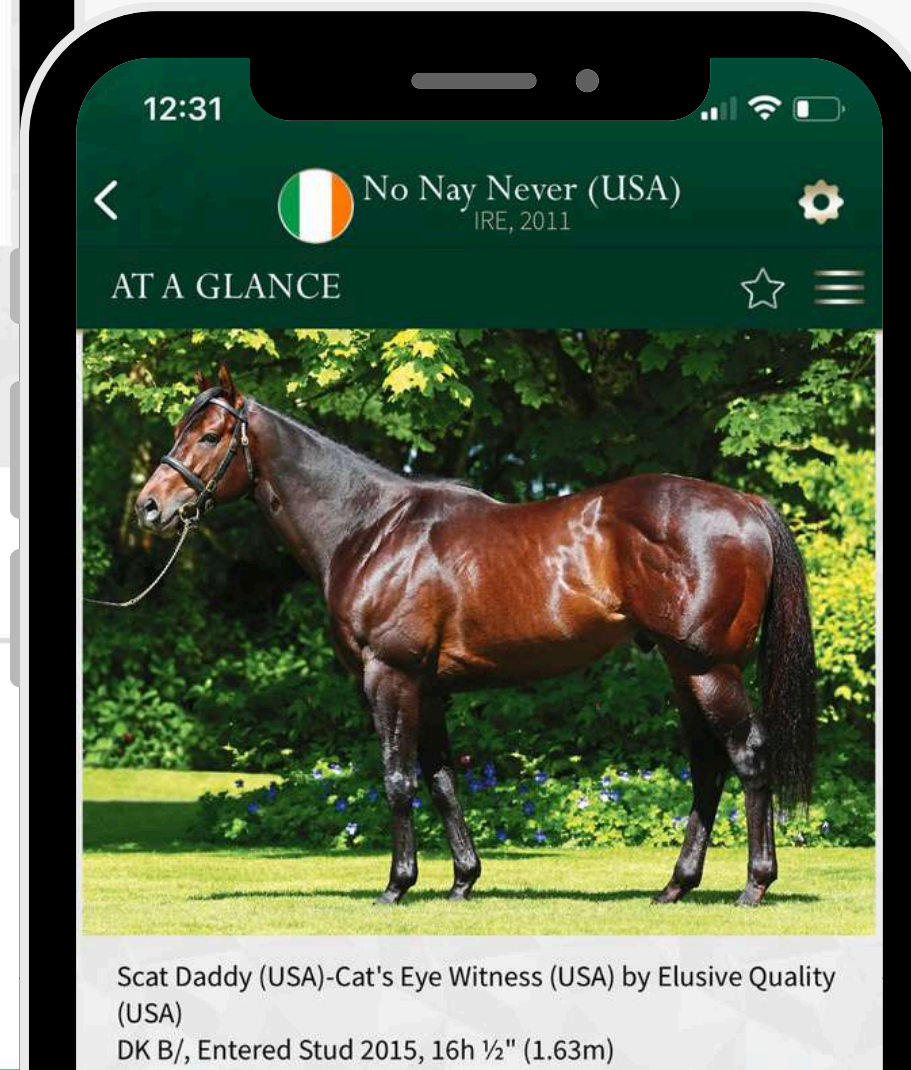 12:31
No Nay Never (USA)
IRE, 2011
AT A GLANCE
Scat Daddy (USA)-Cat's Eye Witness (USA) by Elusive Quality
(USA)
DK B/, Entered Stud 2015, 16h ½" (1.63m)